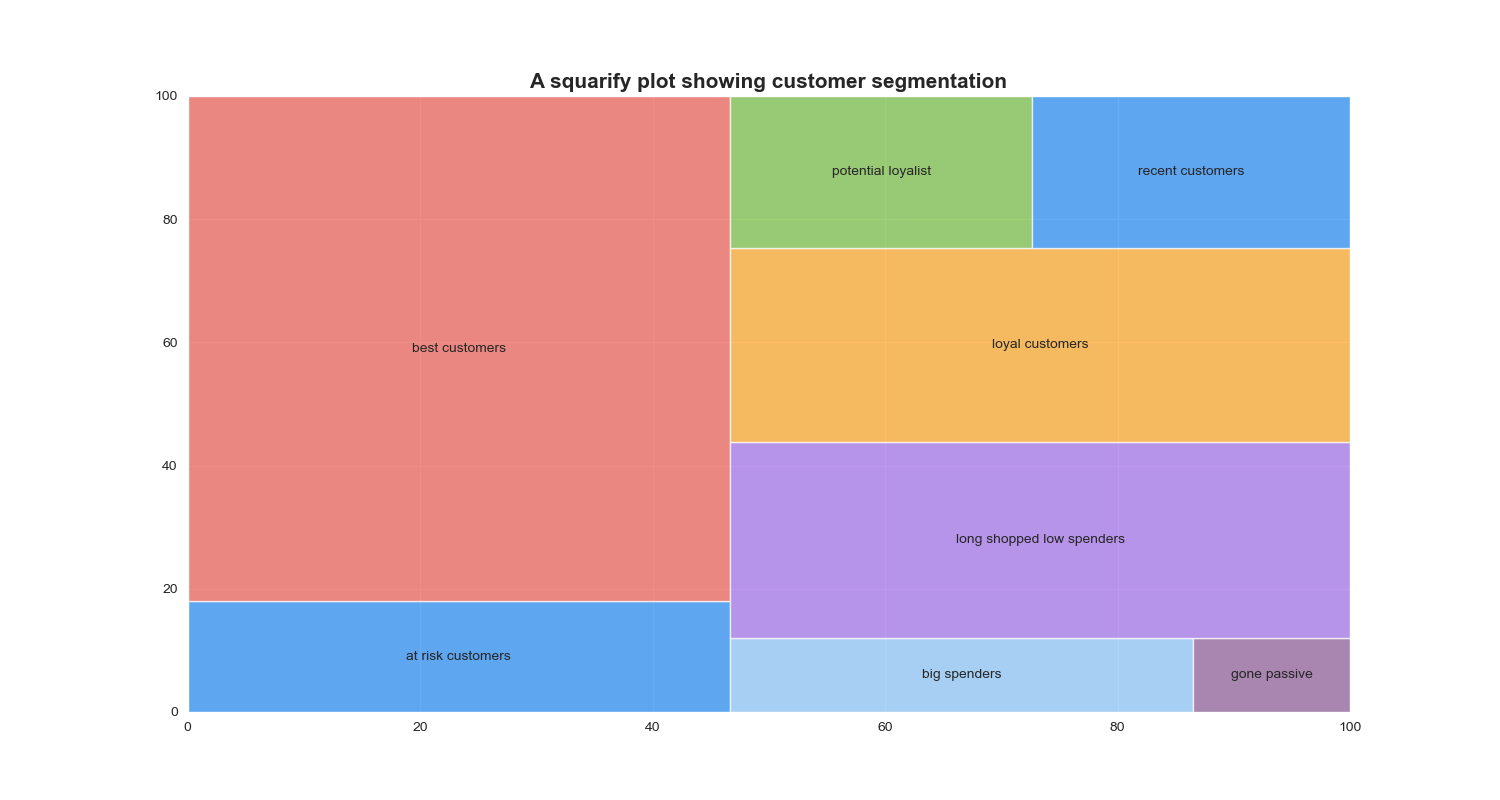 A squarify plot showing customer segmentation
100
80
60
40
20
0
potential loyalist
recent customers
best customers
loyal customers
long shopped low spenders
at risk customers
big spenders
gone passive
0 20 40 60 80 100